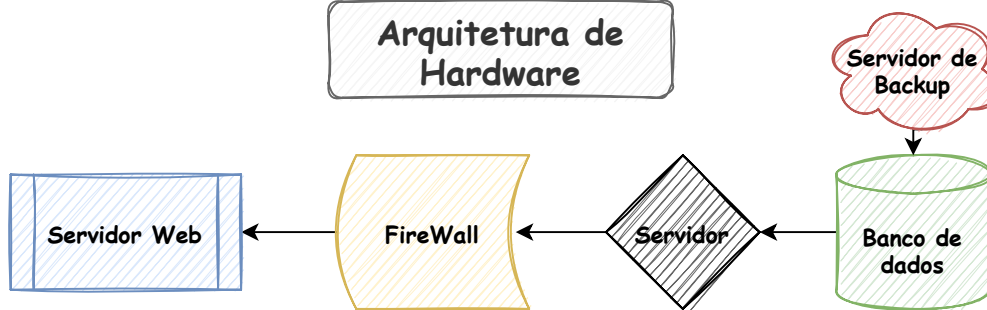 Arquitetura de
Hardware
Servidor de
Backup
Servidor Web
FireWall
Servidor
Banco de
dados